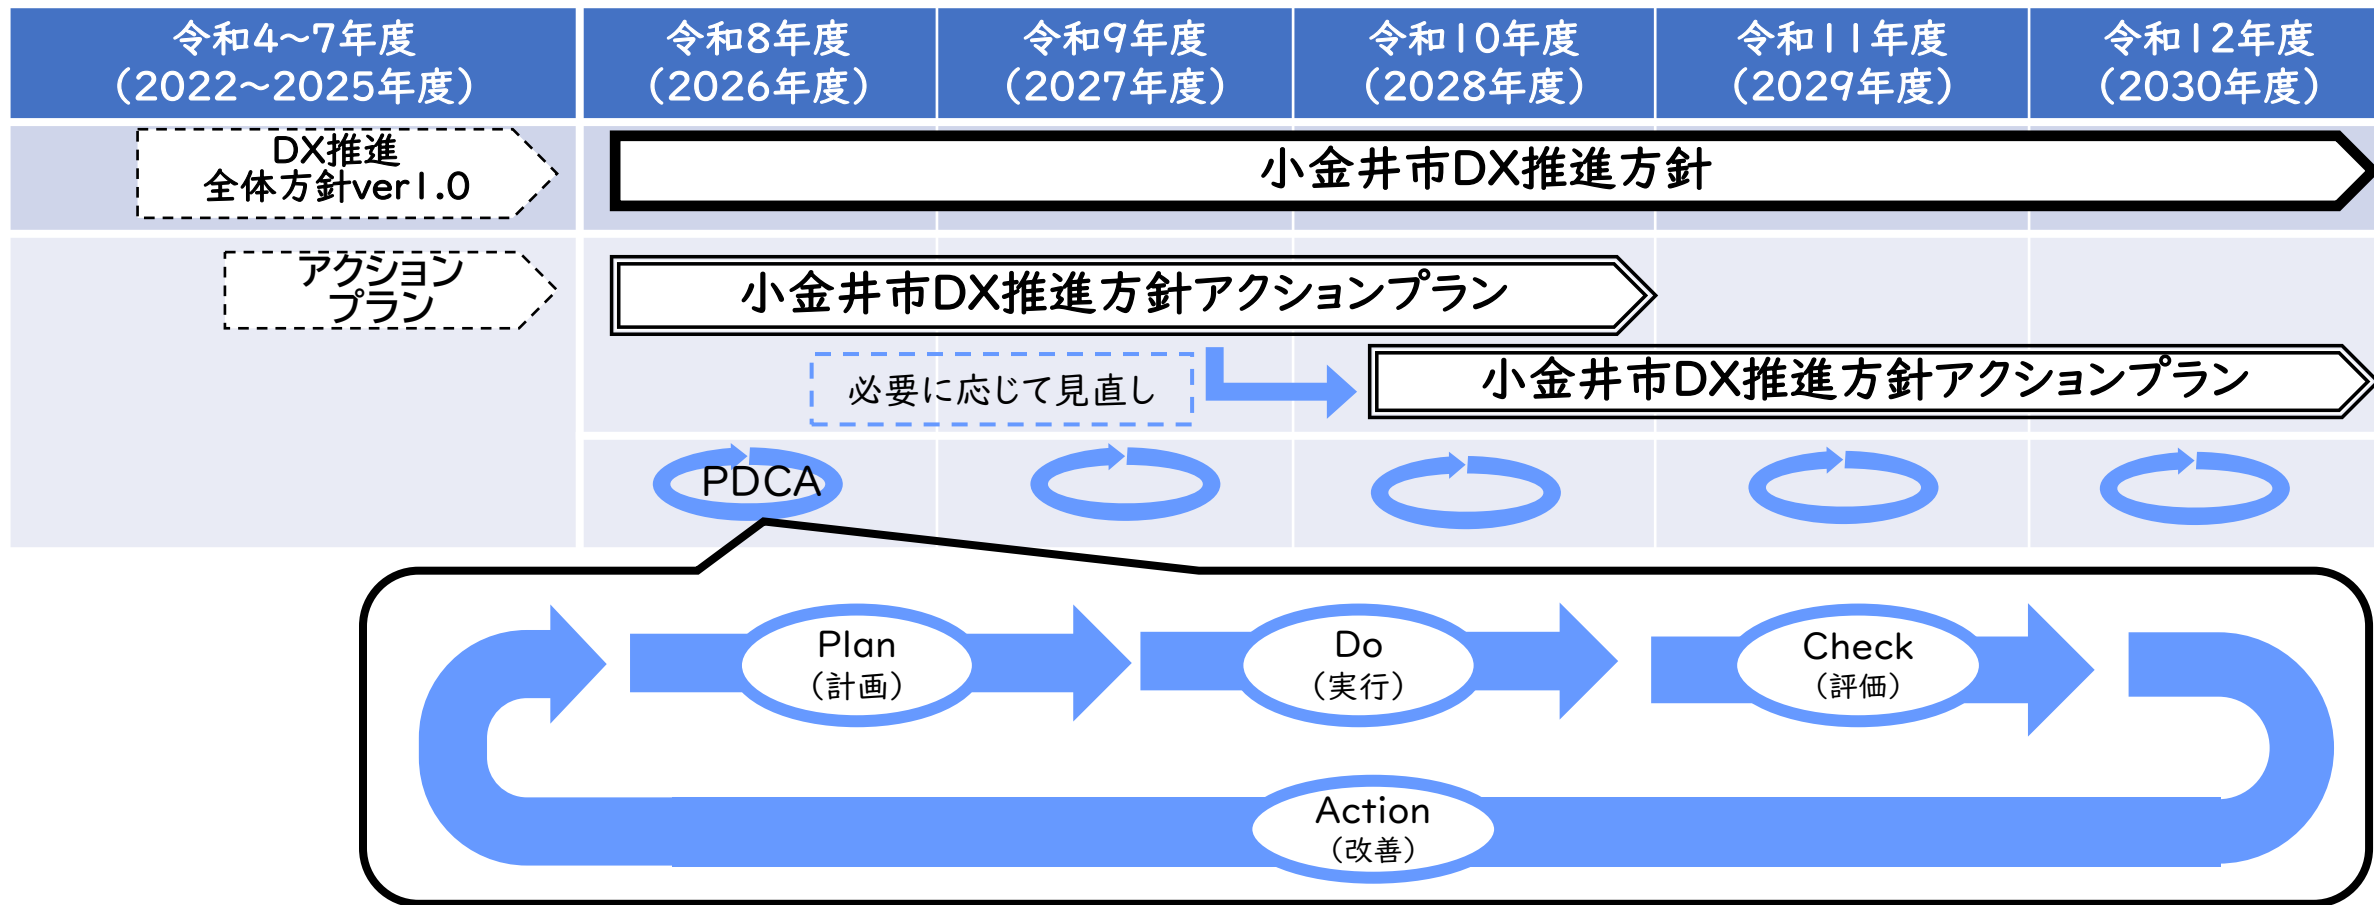 令和4～7年度
（2022～2025年度）
令和8年度
（2026年度）
令和9年度
（2027年度）
令和10年度
（2028年度）
令和11年度
（2029年度）
令和12年度
（2030年度）
DX推進
全体方針ver1.0
小金井市DX推進方針
アクション
プラン
小金井市DX推進方針アクションプラン
必要に応じて見直し
小金井市DX推進方針アクションプラン
PDCA
Plan
（計画）
Do
（実行）
Check
（評価）
Action
（改善）